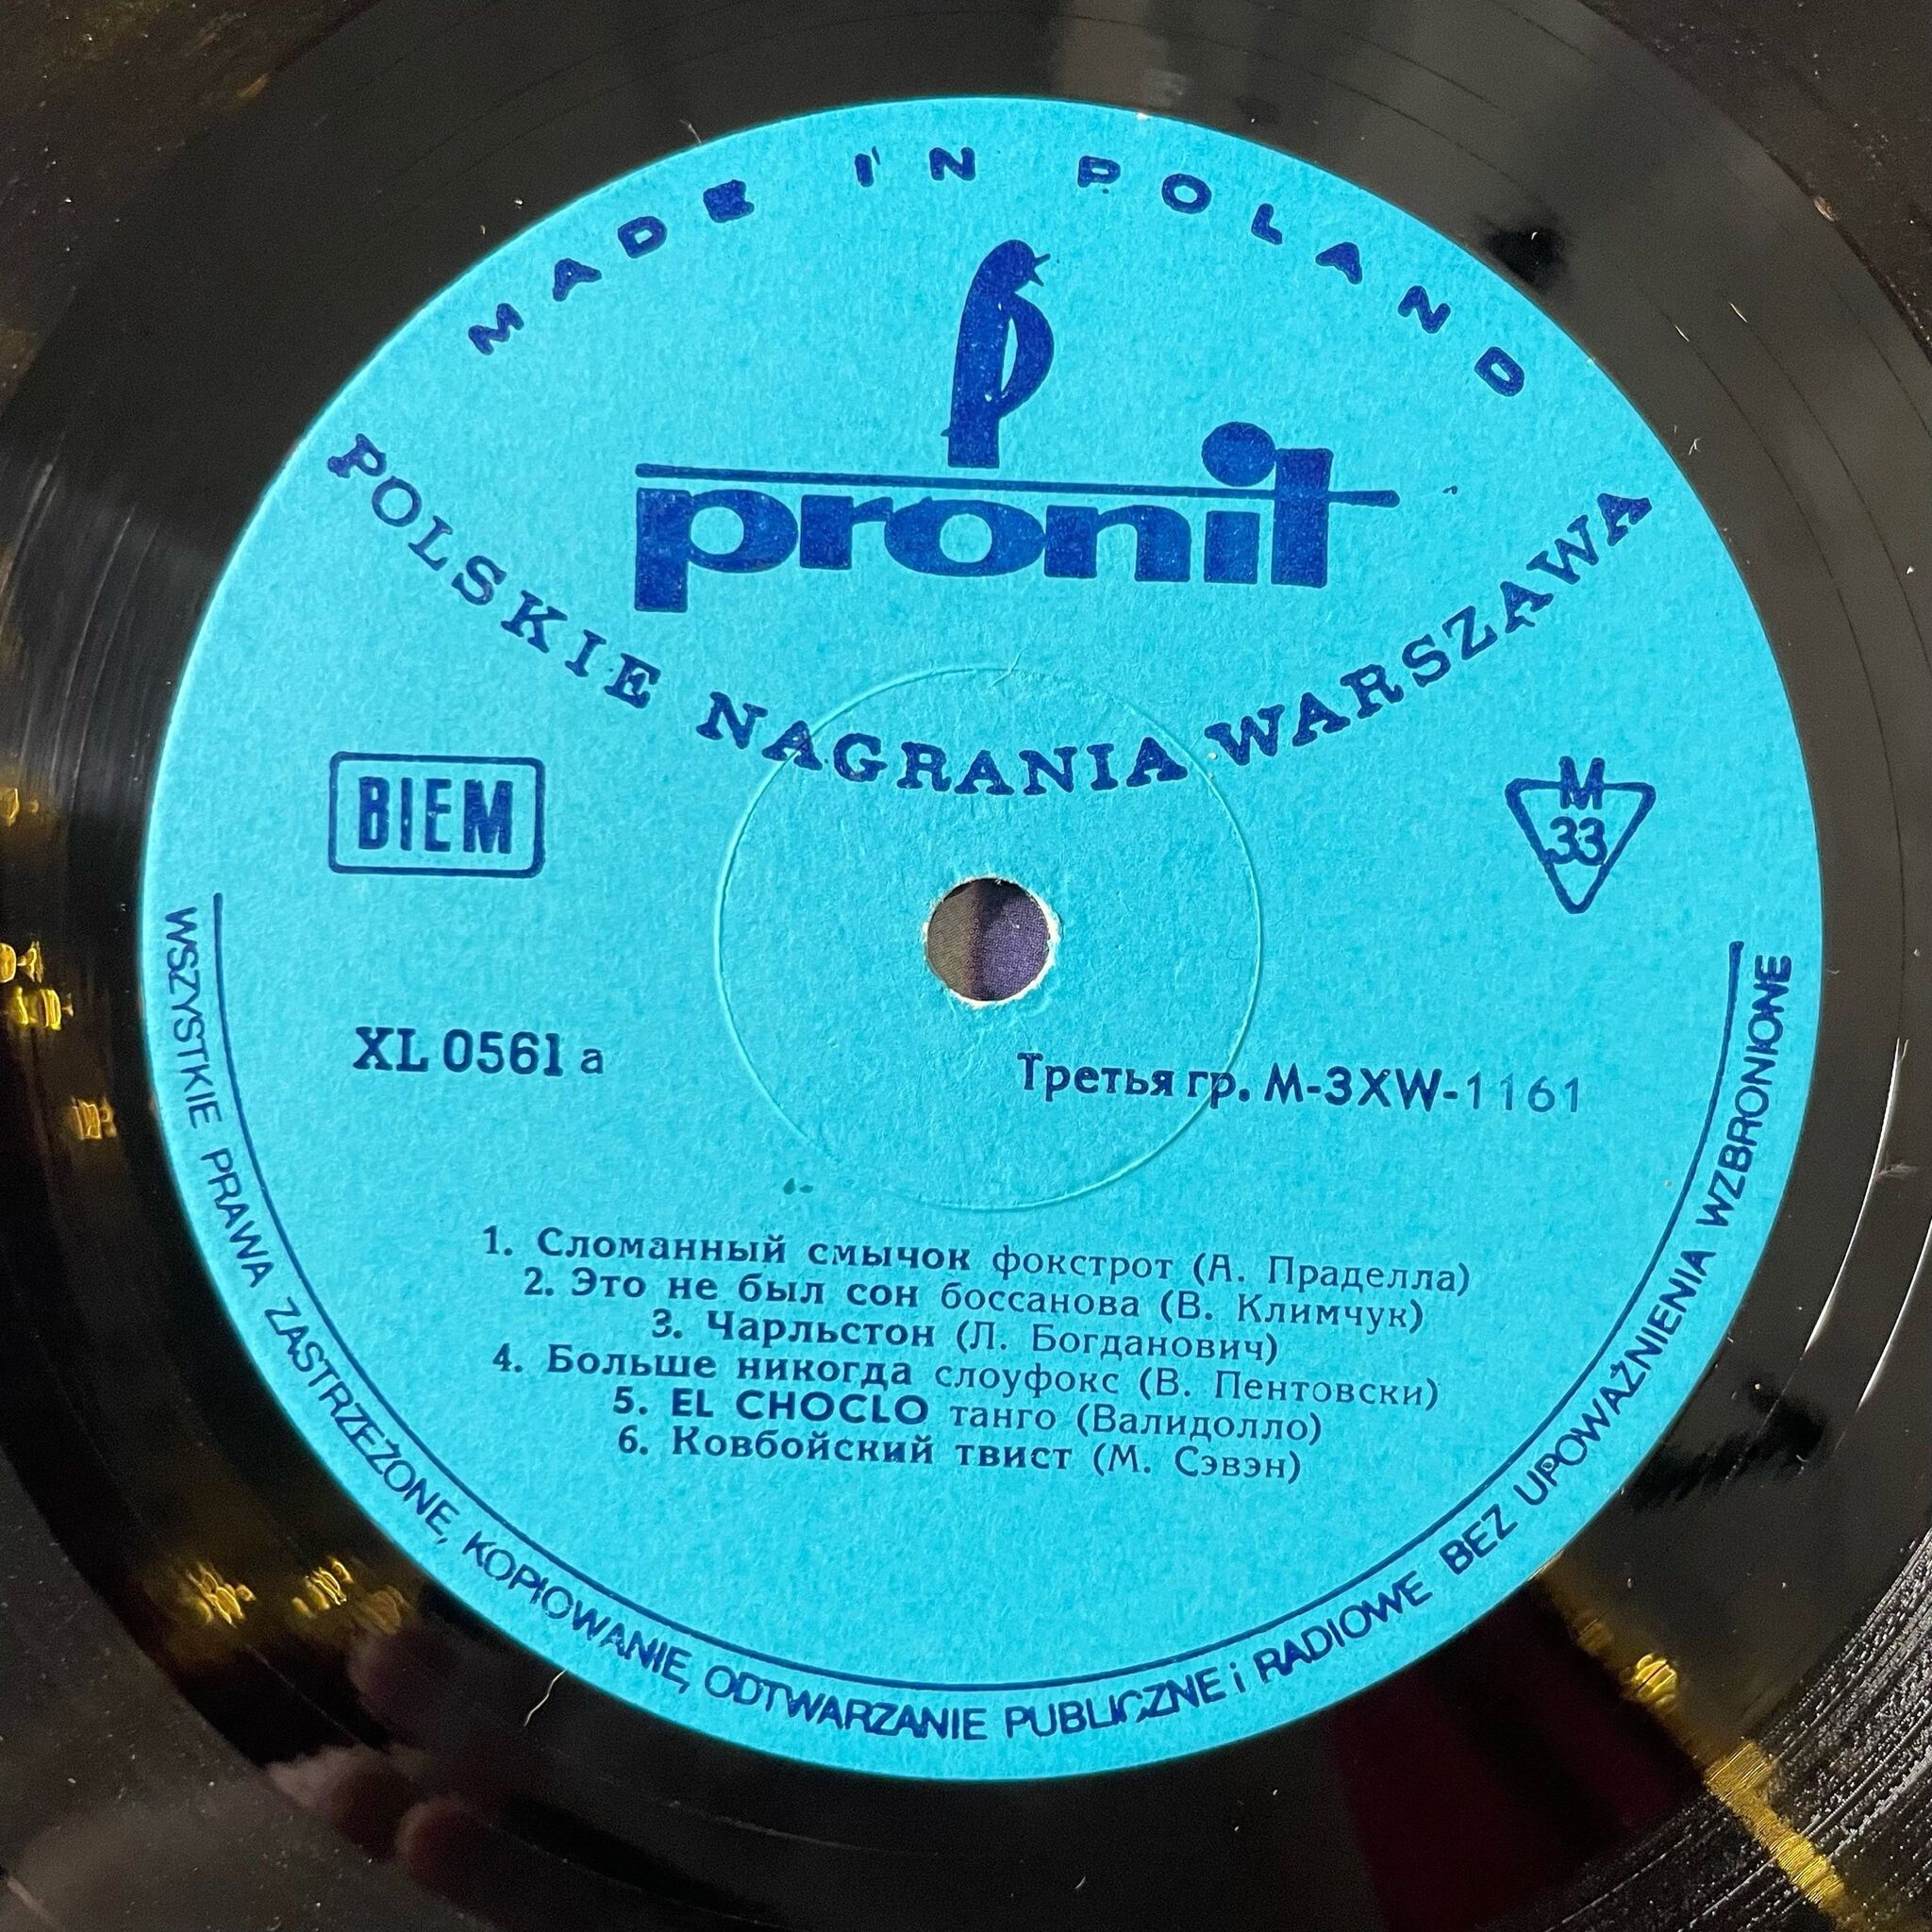 MADE IN POLAND
pronit
POLSKIE NAGRANIA WARSZAWA
BIEM
M
33
XL 0561 a
Третья гр. М-3XW-1161
1. Сломанный смычок фокстрот (А. Праделла)
2. Это не был сон боссанова (В. Климчук)
3. Чарльстон (Л. Богданович)
4. Больше никогда слоуфокс (В. Пентовски)
5. EL CHOCLO танго (Валидолло)
6. Ковбойский твист (М. Сэвэн)
WSZYSTKIE PRAWA ZASTRZEŻONE, KOPIOWANIE, ODTWARZANIE PUBLICZNE i RADIOWE BEZ UPOWAŻNIENIA WZBRONIONE